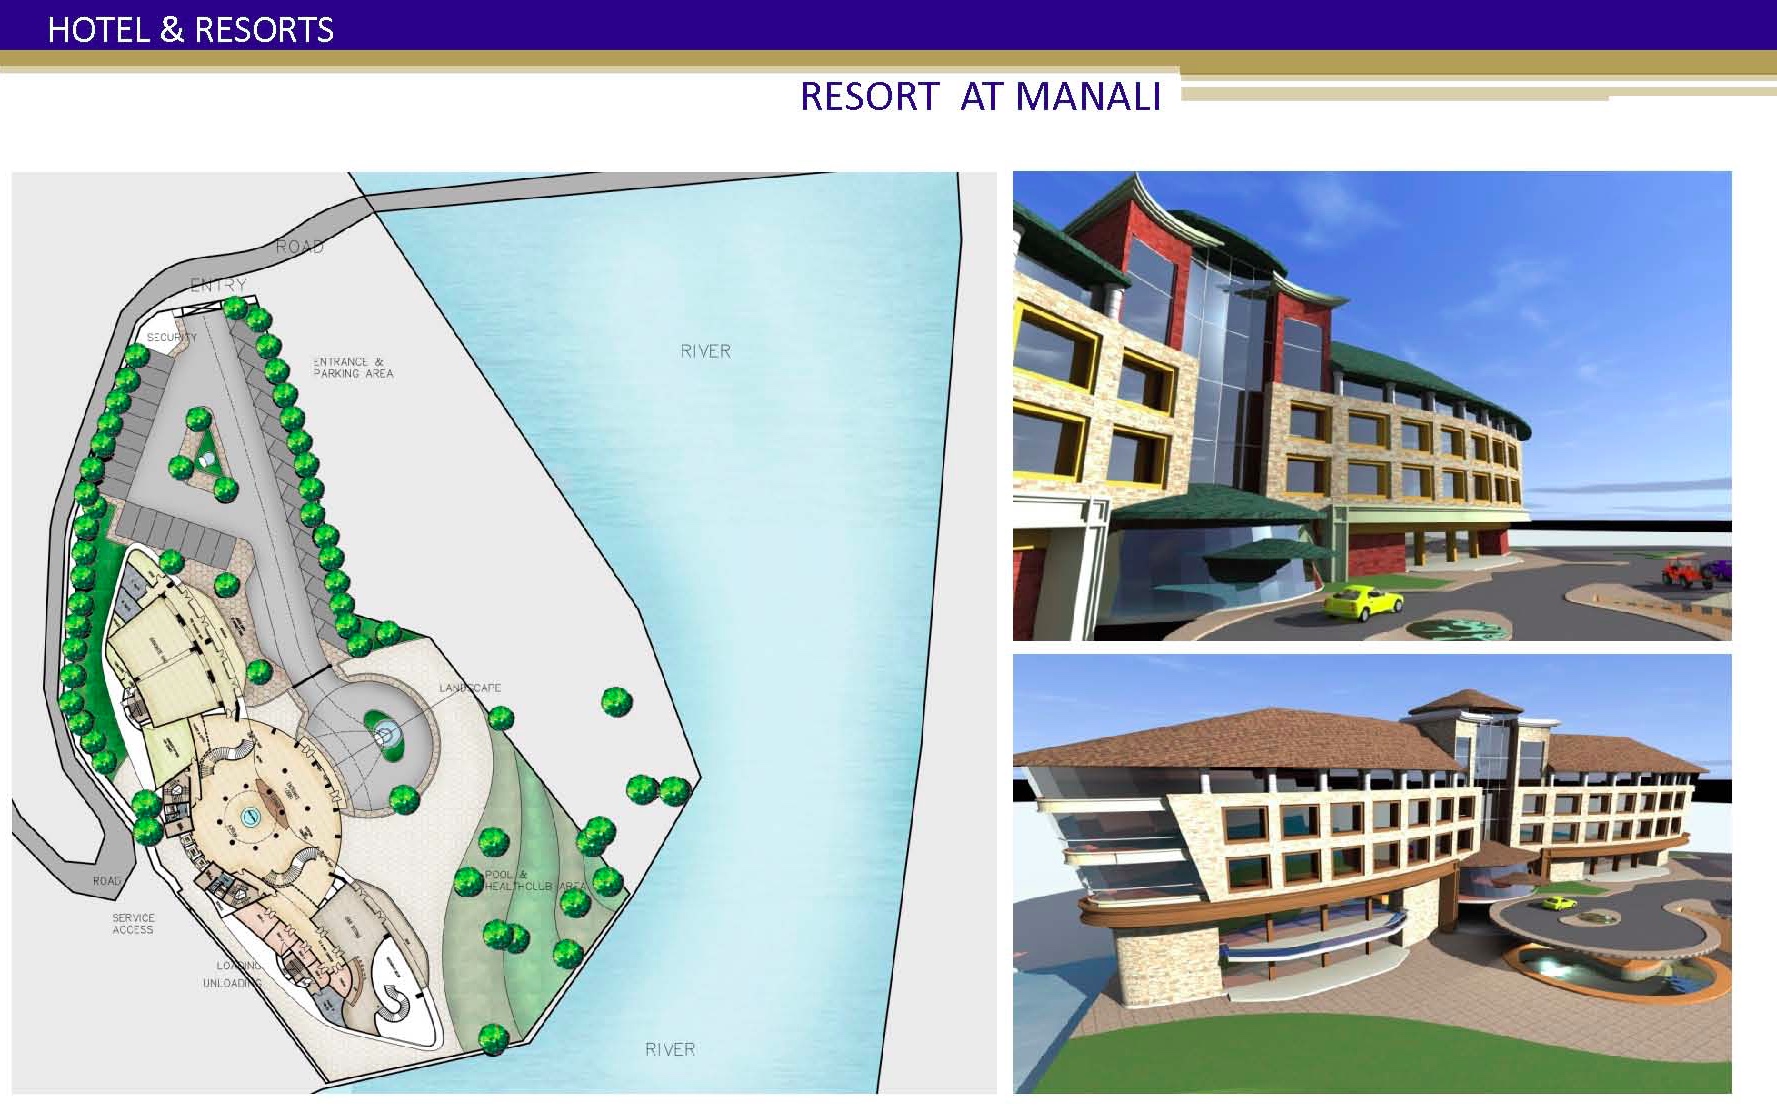 HOTEL & RESORTS
RESORT AT MANALI
ROAD
ENTRY
SECURITY
ENTRANCE &
PARKING AREA
RIVER
LANDSCAPE
POOL &
HEALTHCLUB AREA
ROAD
SERVICE
ACCESS
LOADING
UNLOADING
RIVER